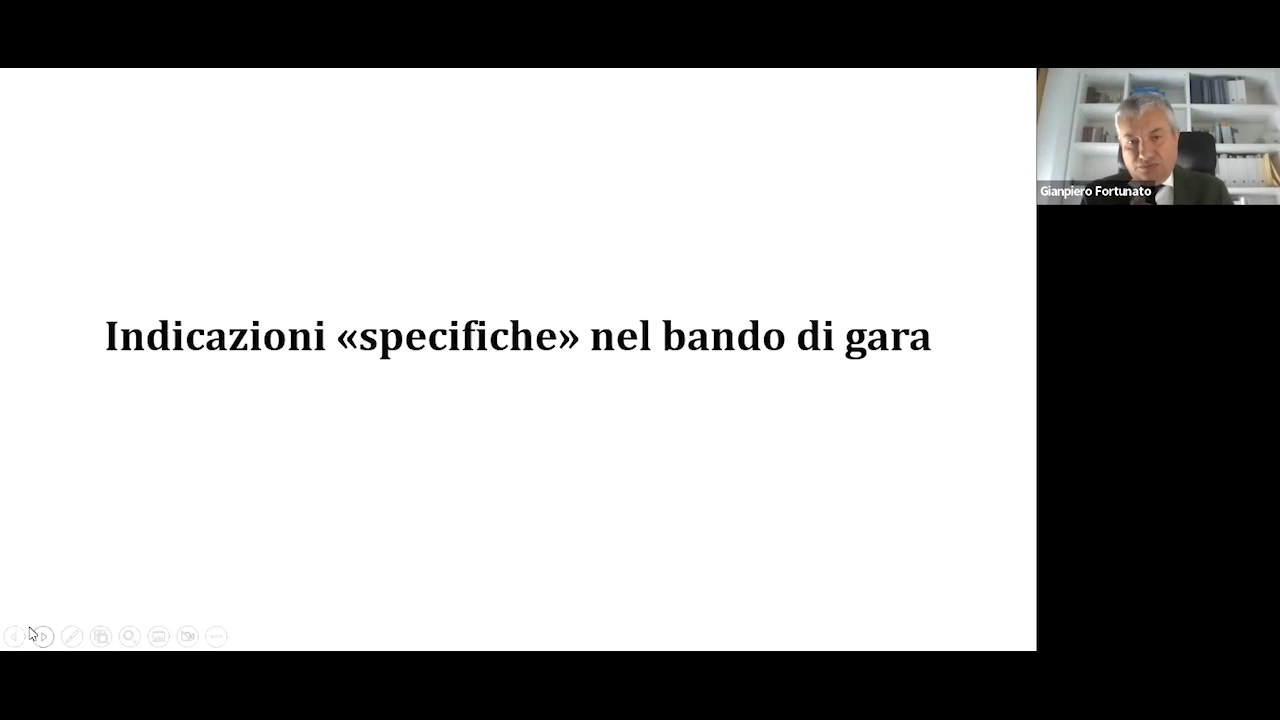 Indicazioni «specifiche» nel bando di gara
Gianpiero Fortunato